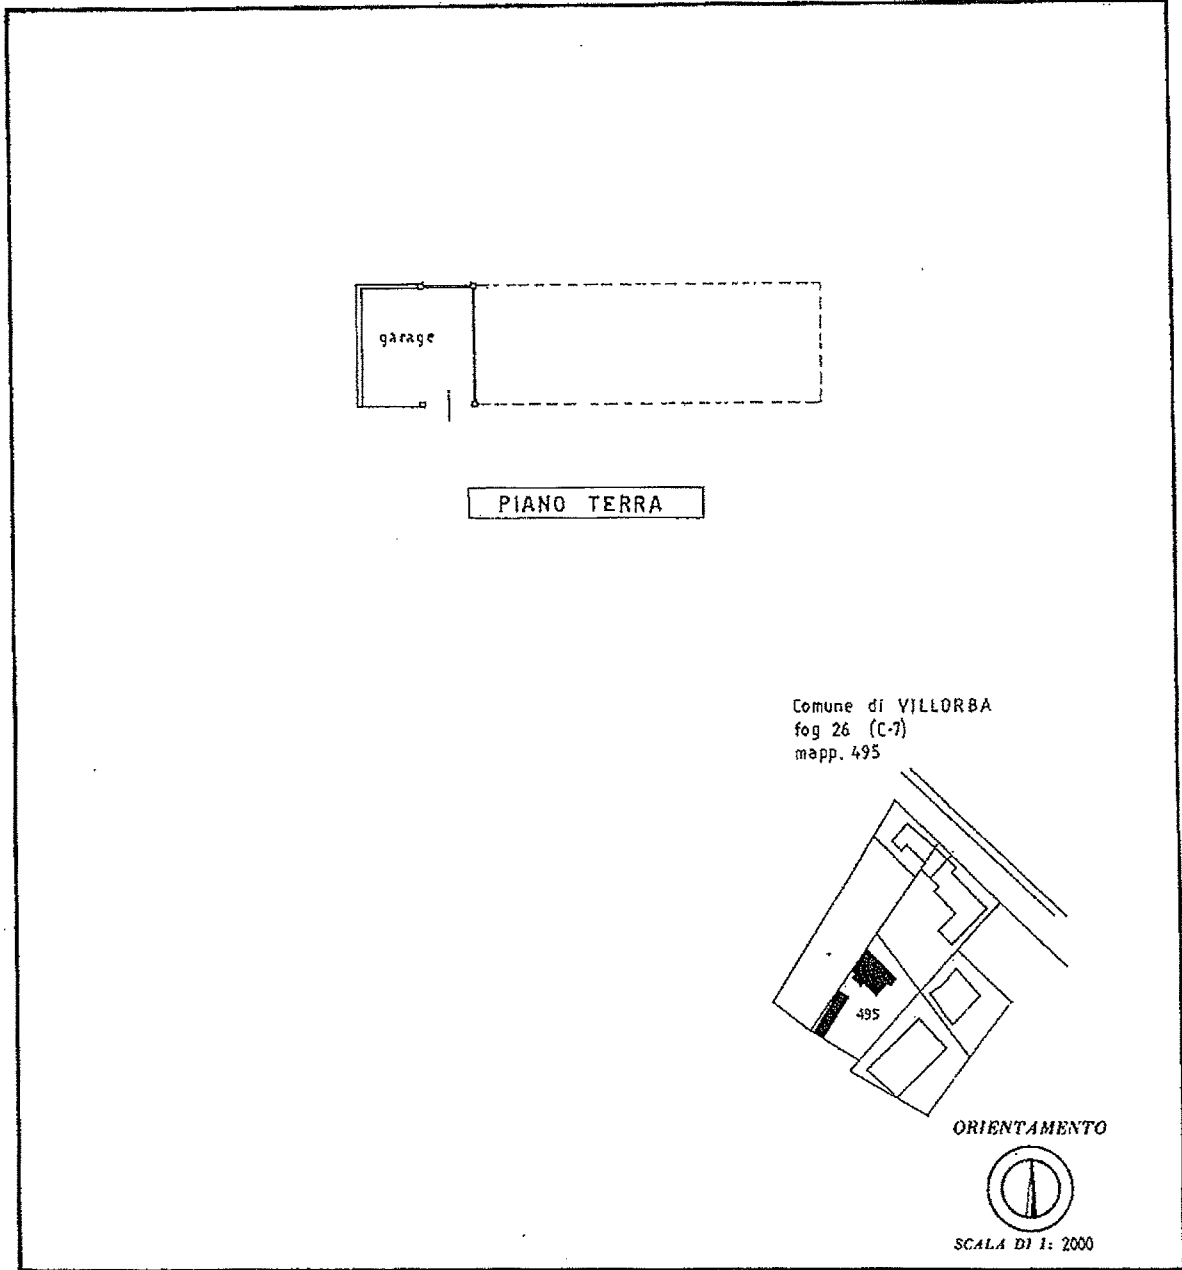 garage
PIANO TERRA
Comune di VILLORBA
fog 26 (C-7)
mapp. 495
495
ORIENTAMENTO
SCALA DI 1: 2000